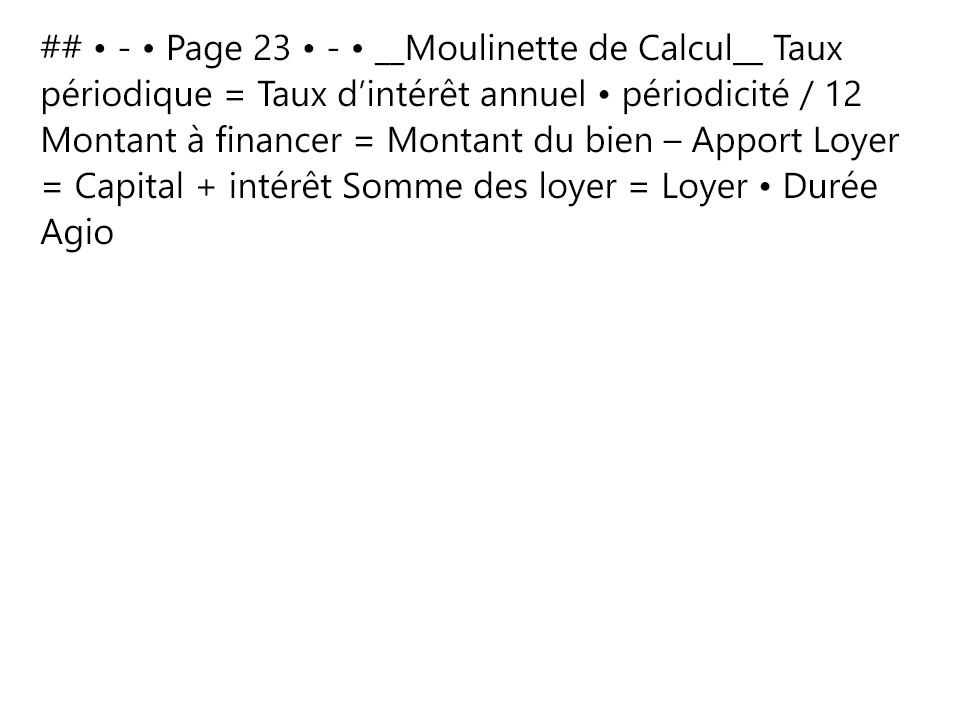 ## • - • Page 23 • - • __Moulinette de Calcul__ Taux
périodique = Taux d’intérêt annuel • périodicité / 12
Montant à financer = Montant du bien – Apport Loyer
= Capital + intérêt Somme des loyer = Loyer • Durée
Agio